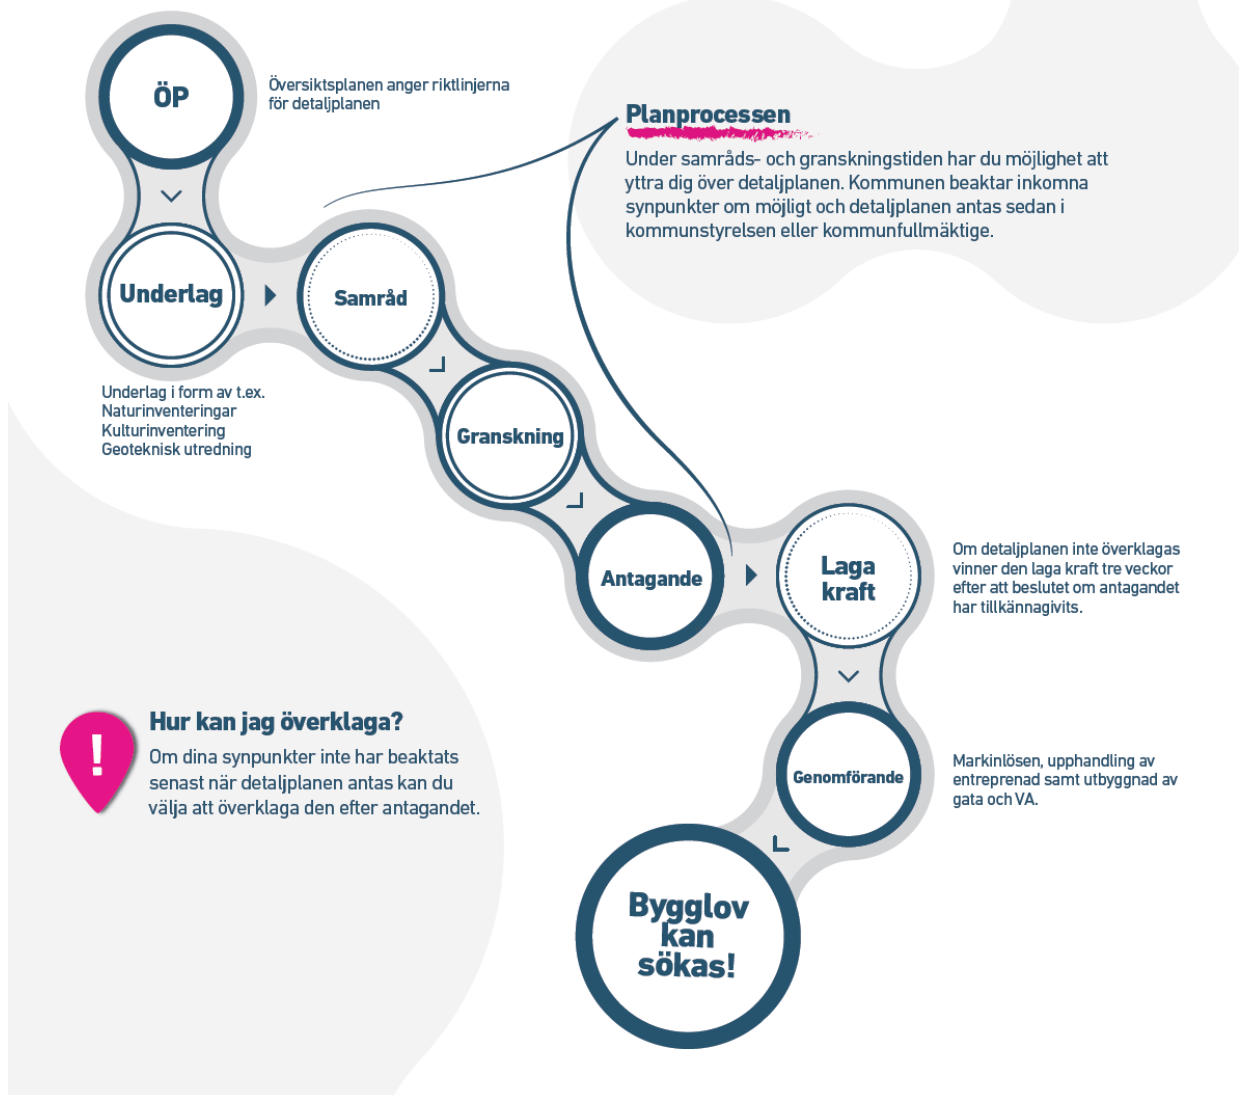 ÖP
Översiktsplanen anger riktlinjerna
för detaljplanen
Planprocessen
Under samråds- och granskningstiden har du möjlighet att
yttra dig över detaljplanen. Kommunen beaktar inkomna
synpunkter om möjligt och detaljplanen antas sedan i
kommunstyrelsen eller kommunfullmäktige.
Underlag
Samråd
Underlag i form av t.ex.
Naturinventeringar
Kulturinventering
Geoteknisk utredning
Granskning
Antagande
Laga
kraft
Om detaljplanen inte överklagas
vinner den laga kraft tre veckor
efter att beslutet om antagandet
har tillkännagivits.
Hur kan jag överklaga?
!
Om dina synpunkter inte har beaktats
senast när detaljplanen antas kan du
välja att överklaga den efter antagandet.
Genomförande
Markinlösen, upphandling av
entreprenad samt utbyggnad av
gata och VA.
Bygglov
kan
sökas!